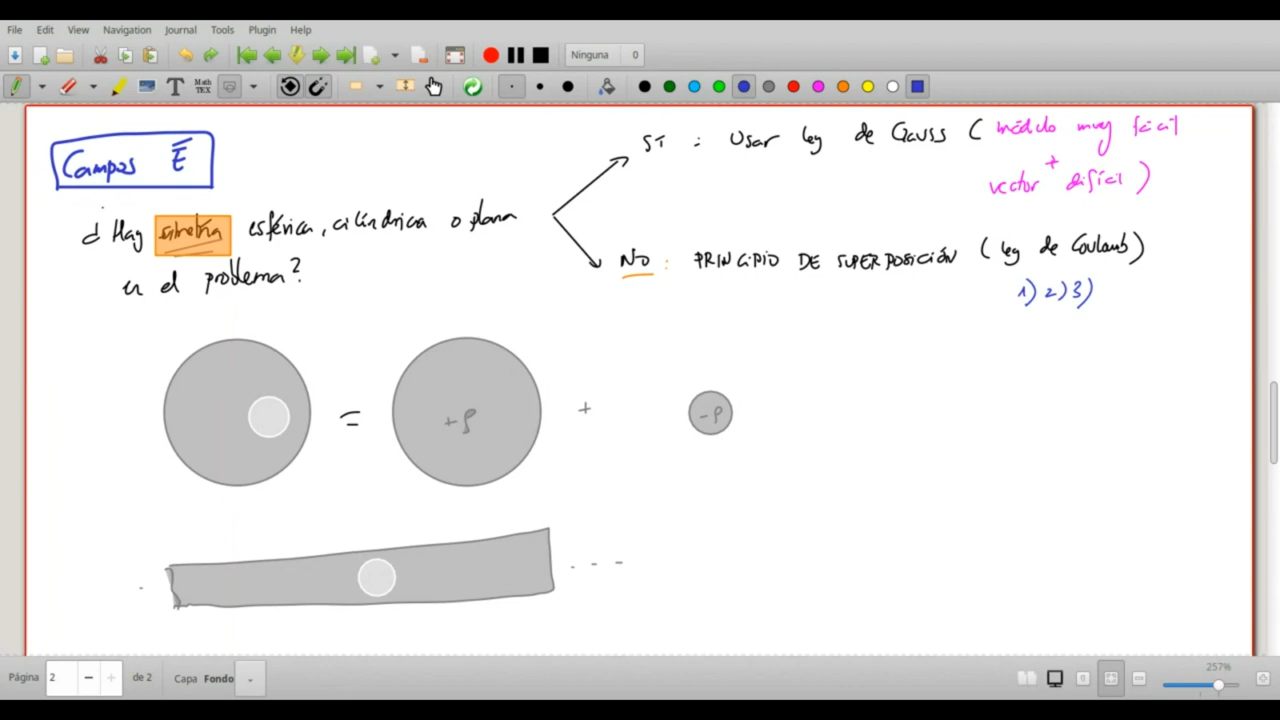 File Edit View Navigation Journal Tools Plugin Help
Ninguna 0
T Math TEX
Campos E
SI : Usar ley de Gauss ( módulo muy fácil
+
vector difícil )
¿ Hay simetría esférica, cilíndrica o plana
en el problema?
NO : PRINCIPIO DE SUPERPOSICIÓN ( ley de Coulomb )
1) 2) 3)
= +ρ + -ρ
. . - -
Página 2 de 2 Capa Fondo 257%